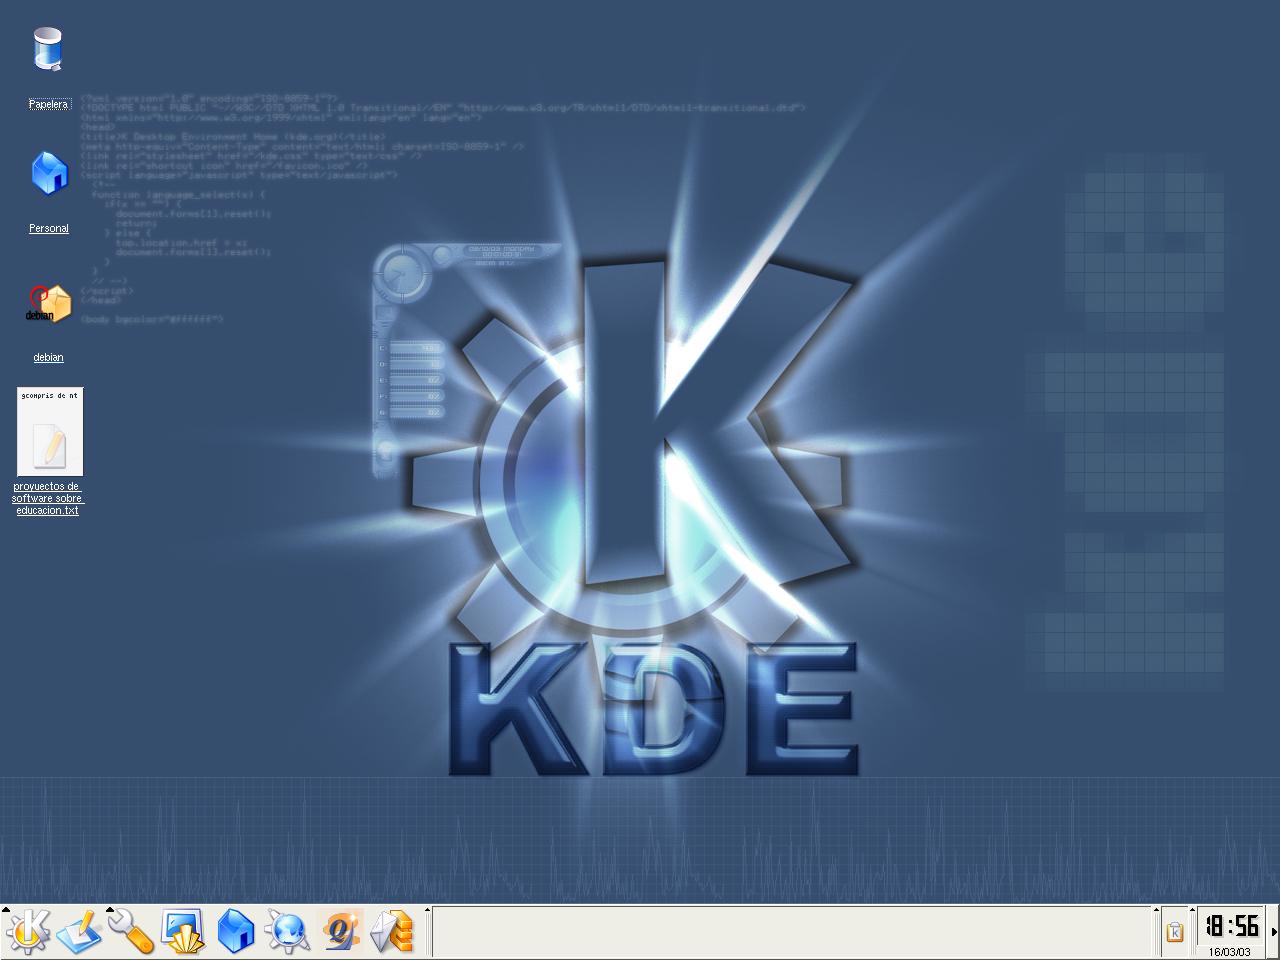 Papelera
Personal
debian
debian
gcompris de nt
proyuectos de
software sobre
educacion.txt
<?xml version="1.0" encoding="ISO-8859-1"?>
<!DOCTYPE html PUBLIC "-//W3C//DTD XHTML 1.0 Transitional//EN" "http://www.w3.org/TR/xhtml1/DTD/xhtml1-transitional.dtd">
<html xmlns="http://www.w3.org/1999/xhtml" xml:lang="en" lang="en">
<head>
<title>K Desktop Environment Home (kde.org)</title>
<meta http-equiv="Content-Type" content="text/html; charset=ISO-8859-1" />
<link rel="stylesheet" href="/kde.css" type="text/css" />
<link rel="shortcut icon" href="/favicon.ico" />
<script language="javascript" type="text/javascript">
<!--
function language_select(x) {
if(x == "") {
document.forms[1].reset();
return;
} else {
top.location.href = x;
document.forms[1].reset();
}
}
// -->
</script>
</head>
<body bgcolor="#ffffff">
K
KDE
18:56
16/03/03